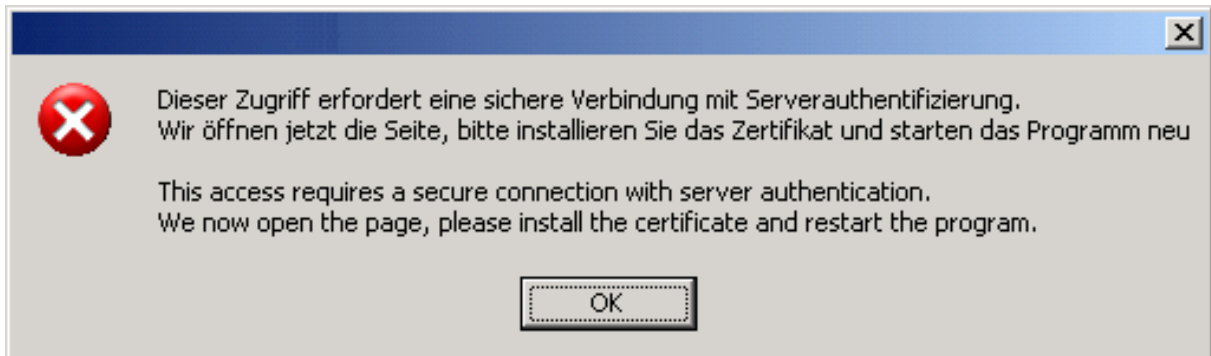 Dieser Zugriff erfordert eine sichere Verbindung mit Serverauthentifizierung.
Wir öffnen jetzt die Seite, bitte installieren Sie das Zertifikat und starten das Programm neu
This access requires a secure connection with server authentication.
We now open the page, please install the certificate and restart the program.
OK